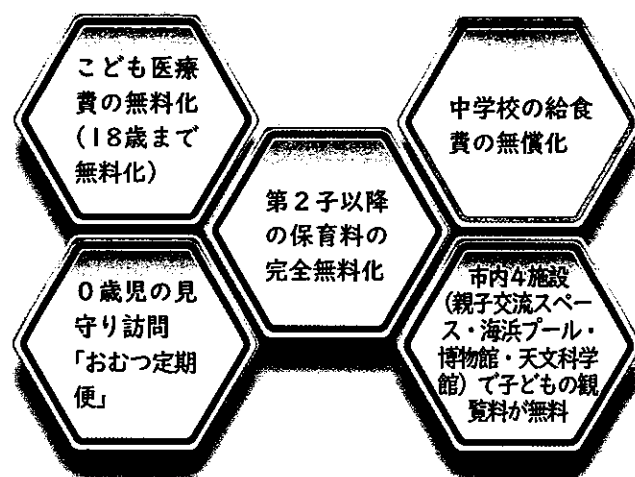 こども医療
費の無料化
(18歳まで
無料化)
中学校の給食
費の無償化
第2子以降
の保育料の
完全無料化
0歳児の見
守り訪問
「おむつ定期
便」
市内4施設
(親子交流スペー
ス・海浜プール・
博物館・天文科学
館)で子どもの観
覧料が無料